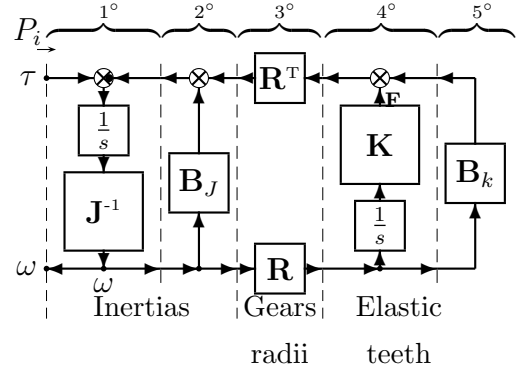 1° 2° 3° 4° 5°
P_i
τ R^T
F
1/s K
J^-1 B_J B_k
1/s
ω R
ω
Inertias Gears Elastic
radii teeth